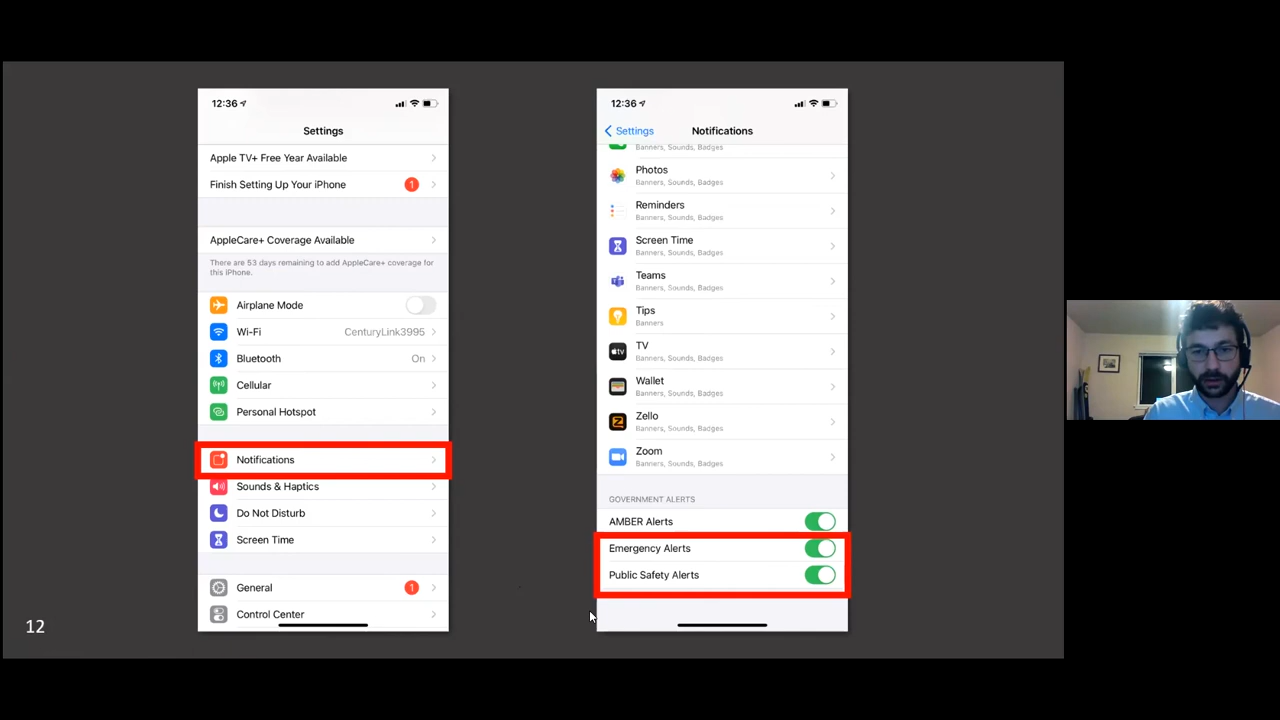 12:36
Settings
Apple TV+ Free Year Available
Finish Setting Up Your iPhone 1
AppleCare+ Coverage Available
There are 53 days remaining to add AppleCare+ coverage for
this iPhone.
Airplane Mode
Wi-Fi CenturyLink3995
Bluetooth On
Cellular
Personal Hotspot
Notifications
Sounds & Haptics
Do Not Disturb
Screen Time
General 1
Control Center
12:36
Settings Notifications
Banners, Sounds, Badges
Photos
Banners, Sounds, Badges
Reminders
Banners, Sounds, Badges
Screen Time
Banners, Sounds, Badges
Teams
Banners, Sounds, Badges
Tips
Banners
tv TV
Banners, Sounds, Badges
Wallet
Banners, Sounds, Badges
Zello
Banners, Sounds, Badges
Zoom
Banners, Sounds, Badges
GOVERNMENT ALERTS
AMBER Alerts
Emergency Alerts
Public Safety Alerts
12